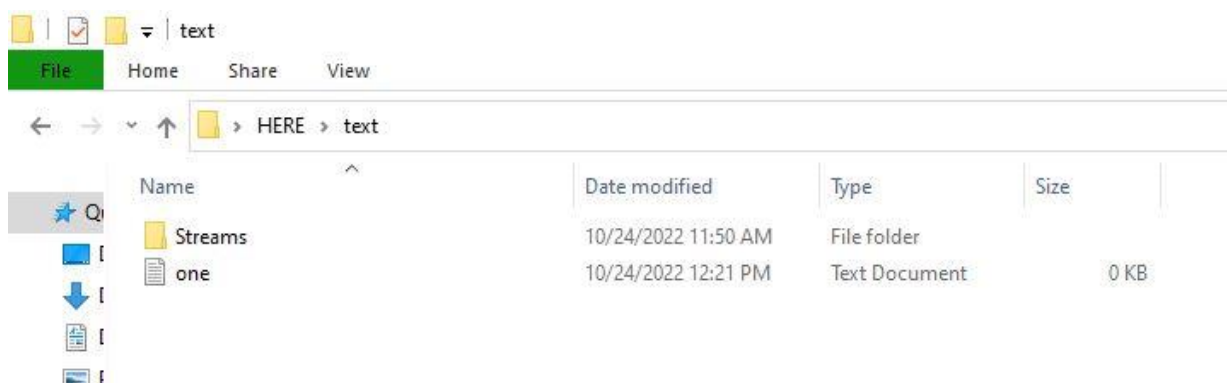 text
File Home Share View
HERE > text
Name Date modified Type Size
Streams 10/24/2022 11:50 AM File folder
one 10/24/2022 12:21 PM Text Document 0 KB